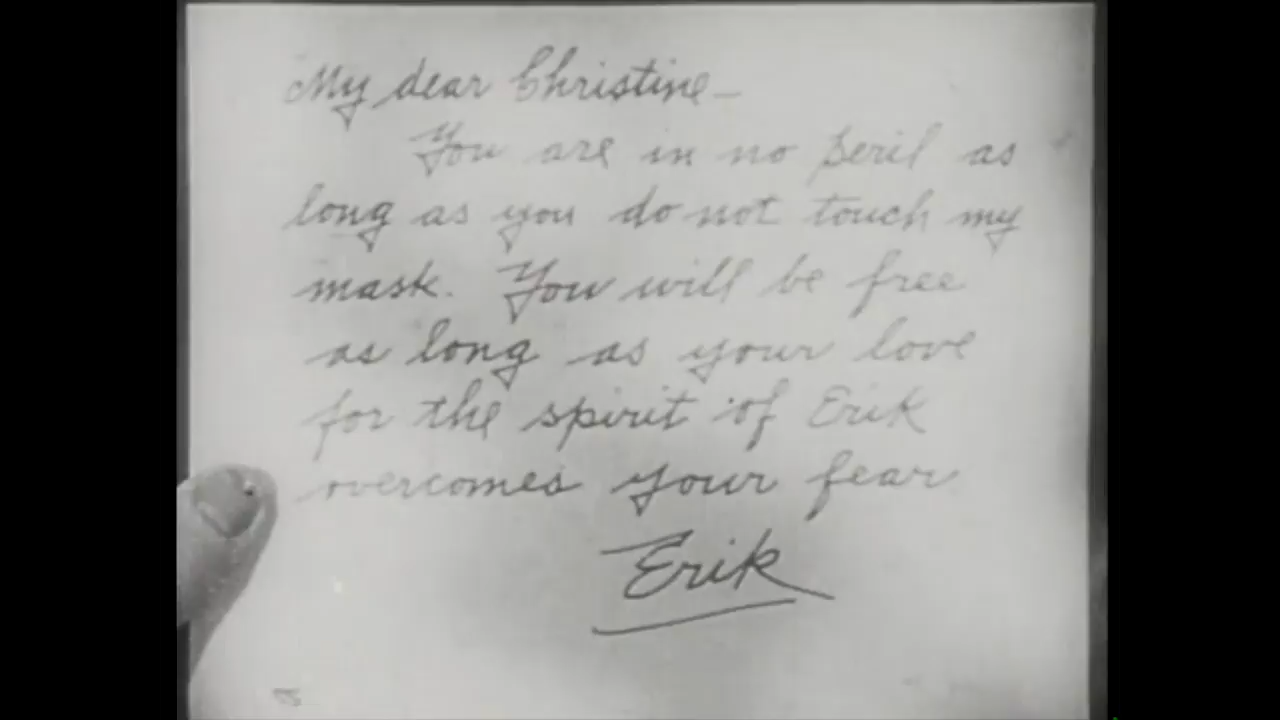 My dear Christine—
You are in no peril as
long as you do not touch my
mask. You will be free
as long as your love
for the spirit of Erik
overcomes your fear
Erik